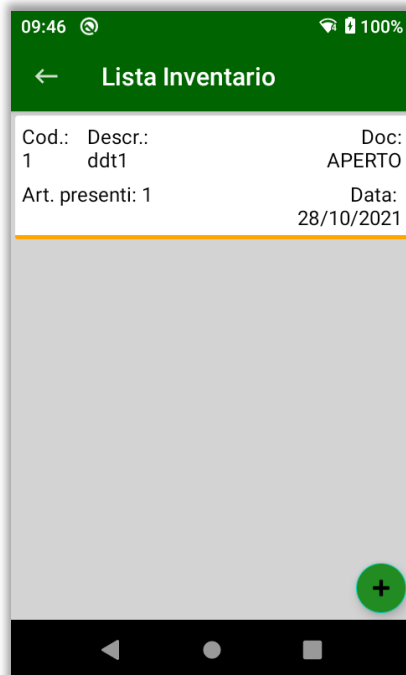 09:46 100%
Lista Inventario
Cod.: Descr.: Doc:
1 ddt1 APERTO
Art. presenti: 1 Data:
28/10/2021